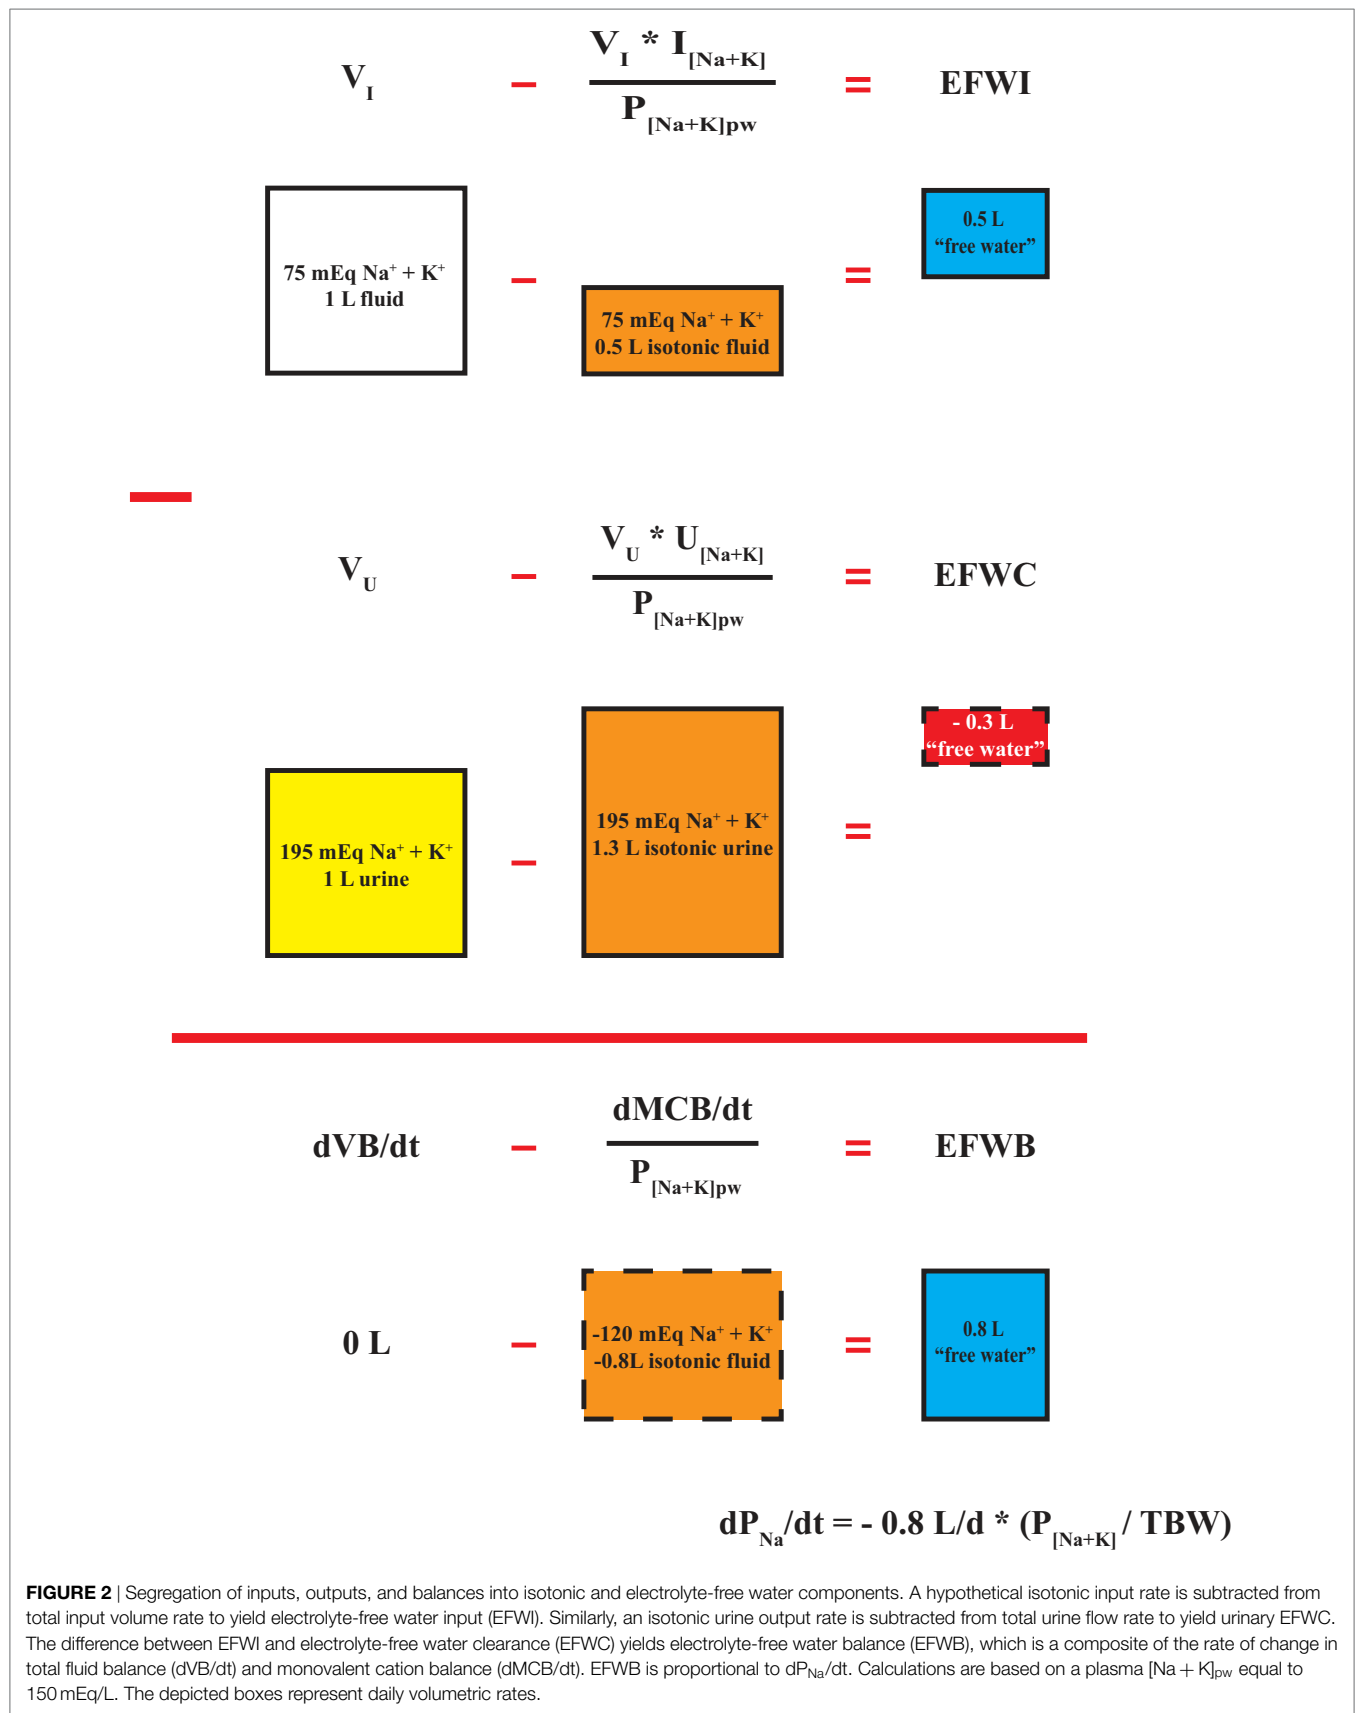 V_I − V_I * I_[Na+K] / P_[Na+K]pw = EFWI
75 mEq Na⁺ + K⁺
1 L fluid
−
75 mEq Na⁺ + K⁺
0.5 L isotonic fluid
=
0.5 L
“free water”
−
V_U − V_U * U_[Na+K] / P_[Na+K]pw = EFWC
195 mEq Na⁺ + K⁺
1 L urine
−
195 mEq Na⁺ + K⁺
1.3 L isotonic urine
=
- 0.3 L
“free water”
dVB/dt − dMCB/dt / P_[Na+K]pw = EFWB
0 L
−
-120 mEq Na⁺ + K⁺
-0.8L isotonic fluid
=
0.8 L
“free water”
dP_Na/dt = - 0.8 L/d * (P_[Na+K] / TBW)
FIGURE 2 | Segregation of inputs, outputs, and balances into isotonic and electrolyte-free water components. A hypothetical isotonic input rate is subtracted from
total input volume rate to yield electrolyte-free water input (EFWI). Similarly, an isotonic urine output rate is subtracted from total urine flow rate to yield urinary EFWC.
The difference between EFWI and electrolyte-free water clearance (EFWC) yields electrolyte-free water balance (EFWB), which is a composite of the rate of change in
total fluid balance (dVB/dt) and monovalent cation balance (dMCB/dt). EFWB is proportional to dP_Na/dt. Calculations are based on a plasma [Na + K]_pw equal to
150 mEq/L. The depicted boxes represent daily volumetric rates.